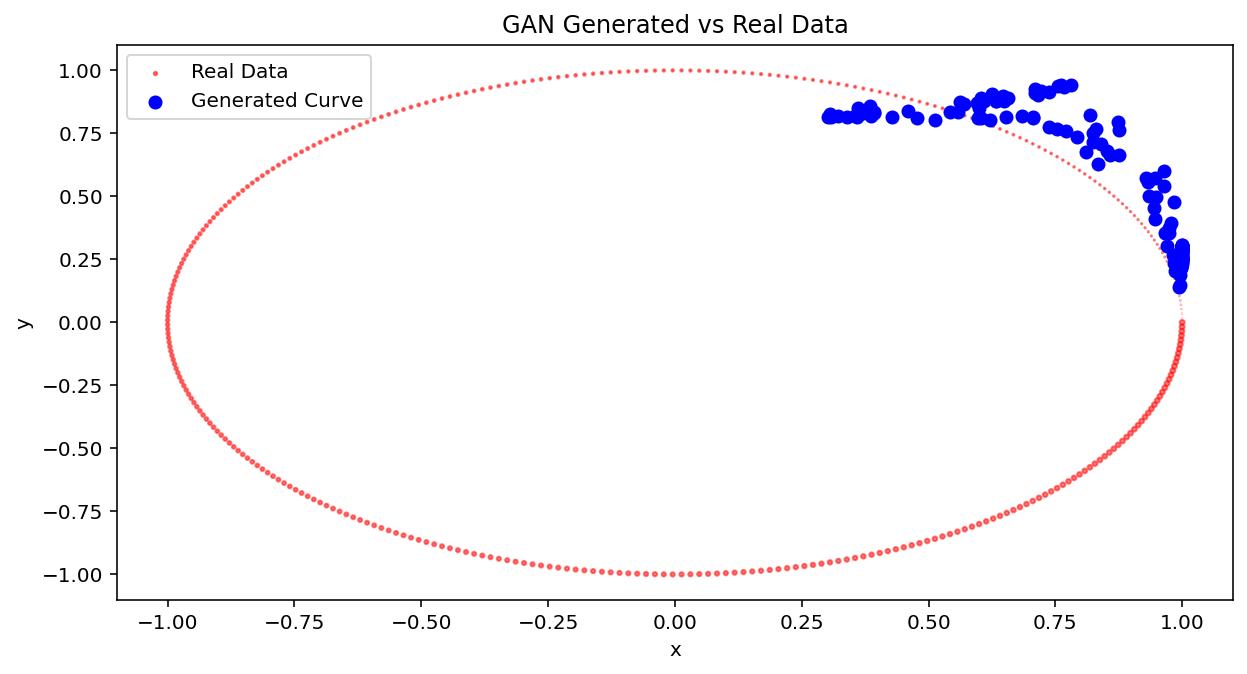 GAN Generated vs Real Data
Real Data
Generated Curve
1.00
0.75
0.50
0.25
0.00
−0.25
−0.50
−0.75
−1.00
y
−1.00 −0.75 −0.50 −0.25 0.00 0.25 0.50 0.75 1.00
x